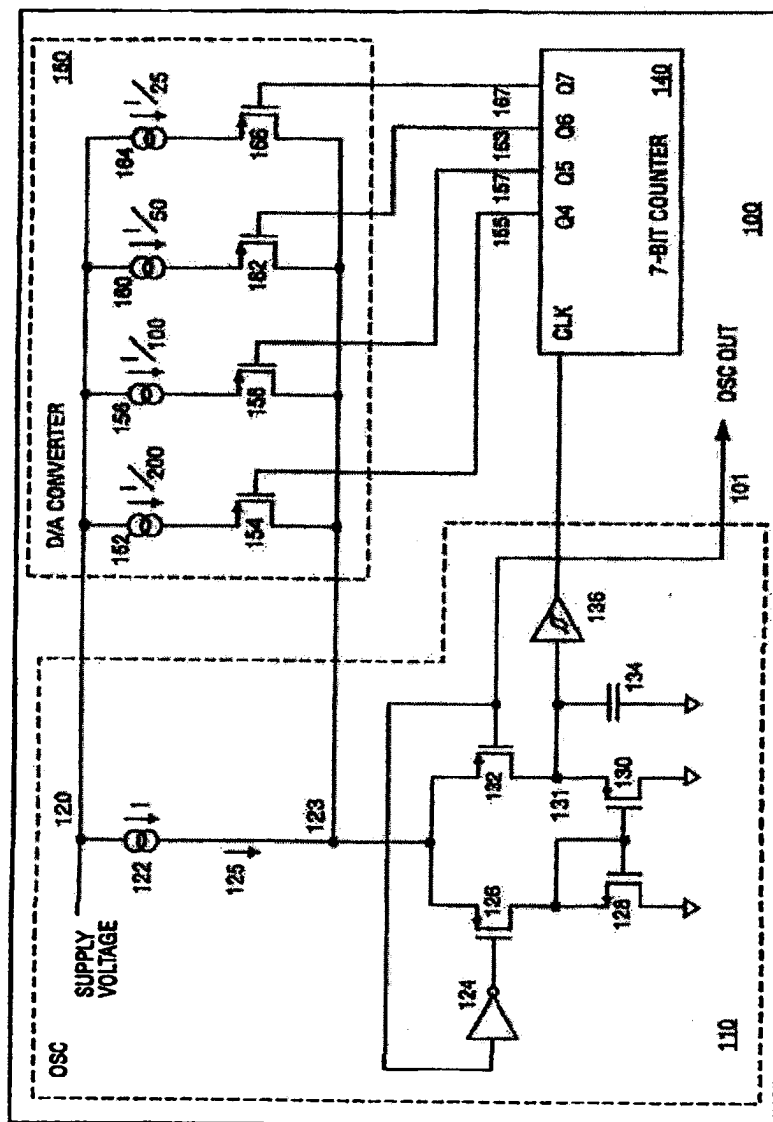 OSC
120
D/A CONVERTER
150
SUPPLY
VOLTAGE
122
I
152
I/200
156
I/100
160
I/50
164
I/25
125
154
158
162
166
123
124
126
132
128
131
130
134
136
155
157
163
167
CLK
Q4
Q5
Q6
Q7
7-BIT COUNTER
140
101
OSC OUT
110
100